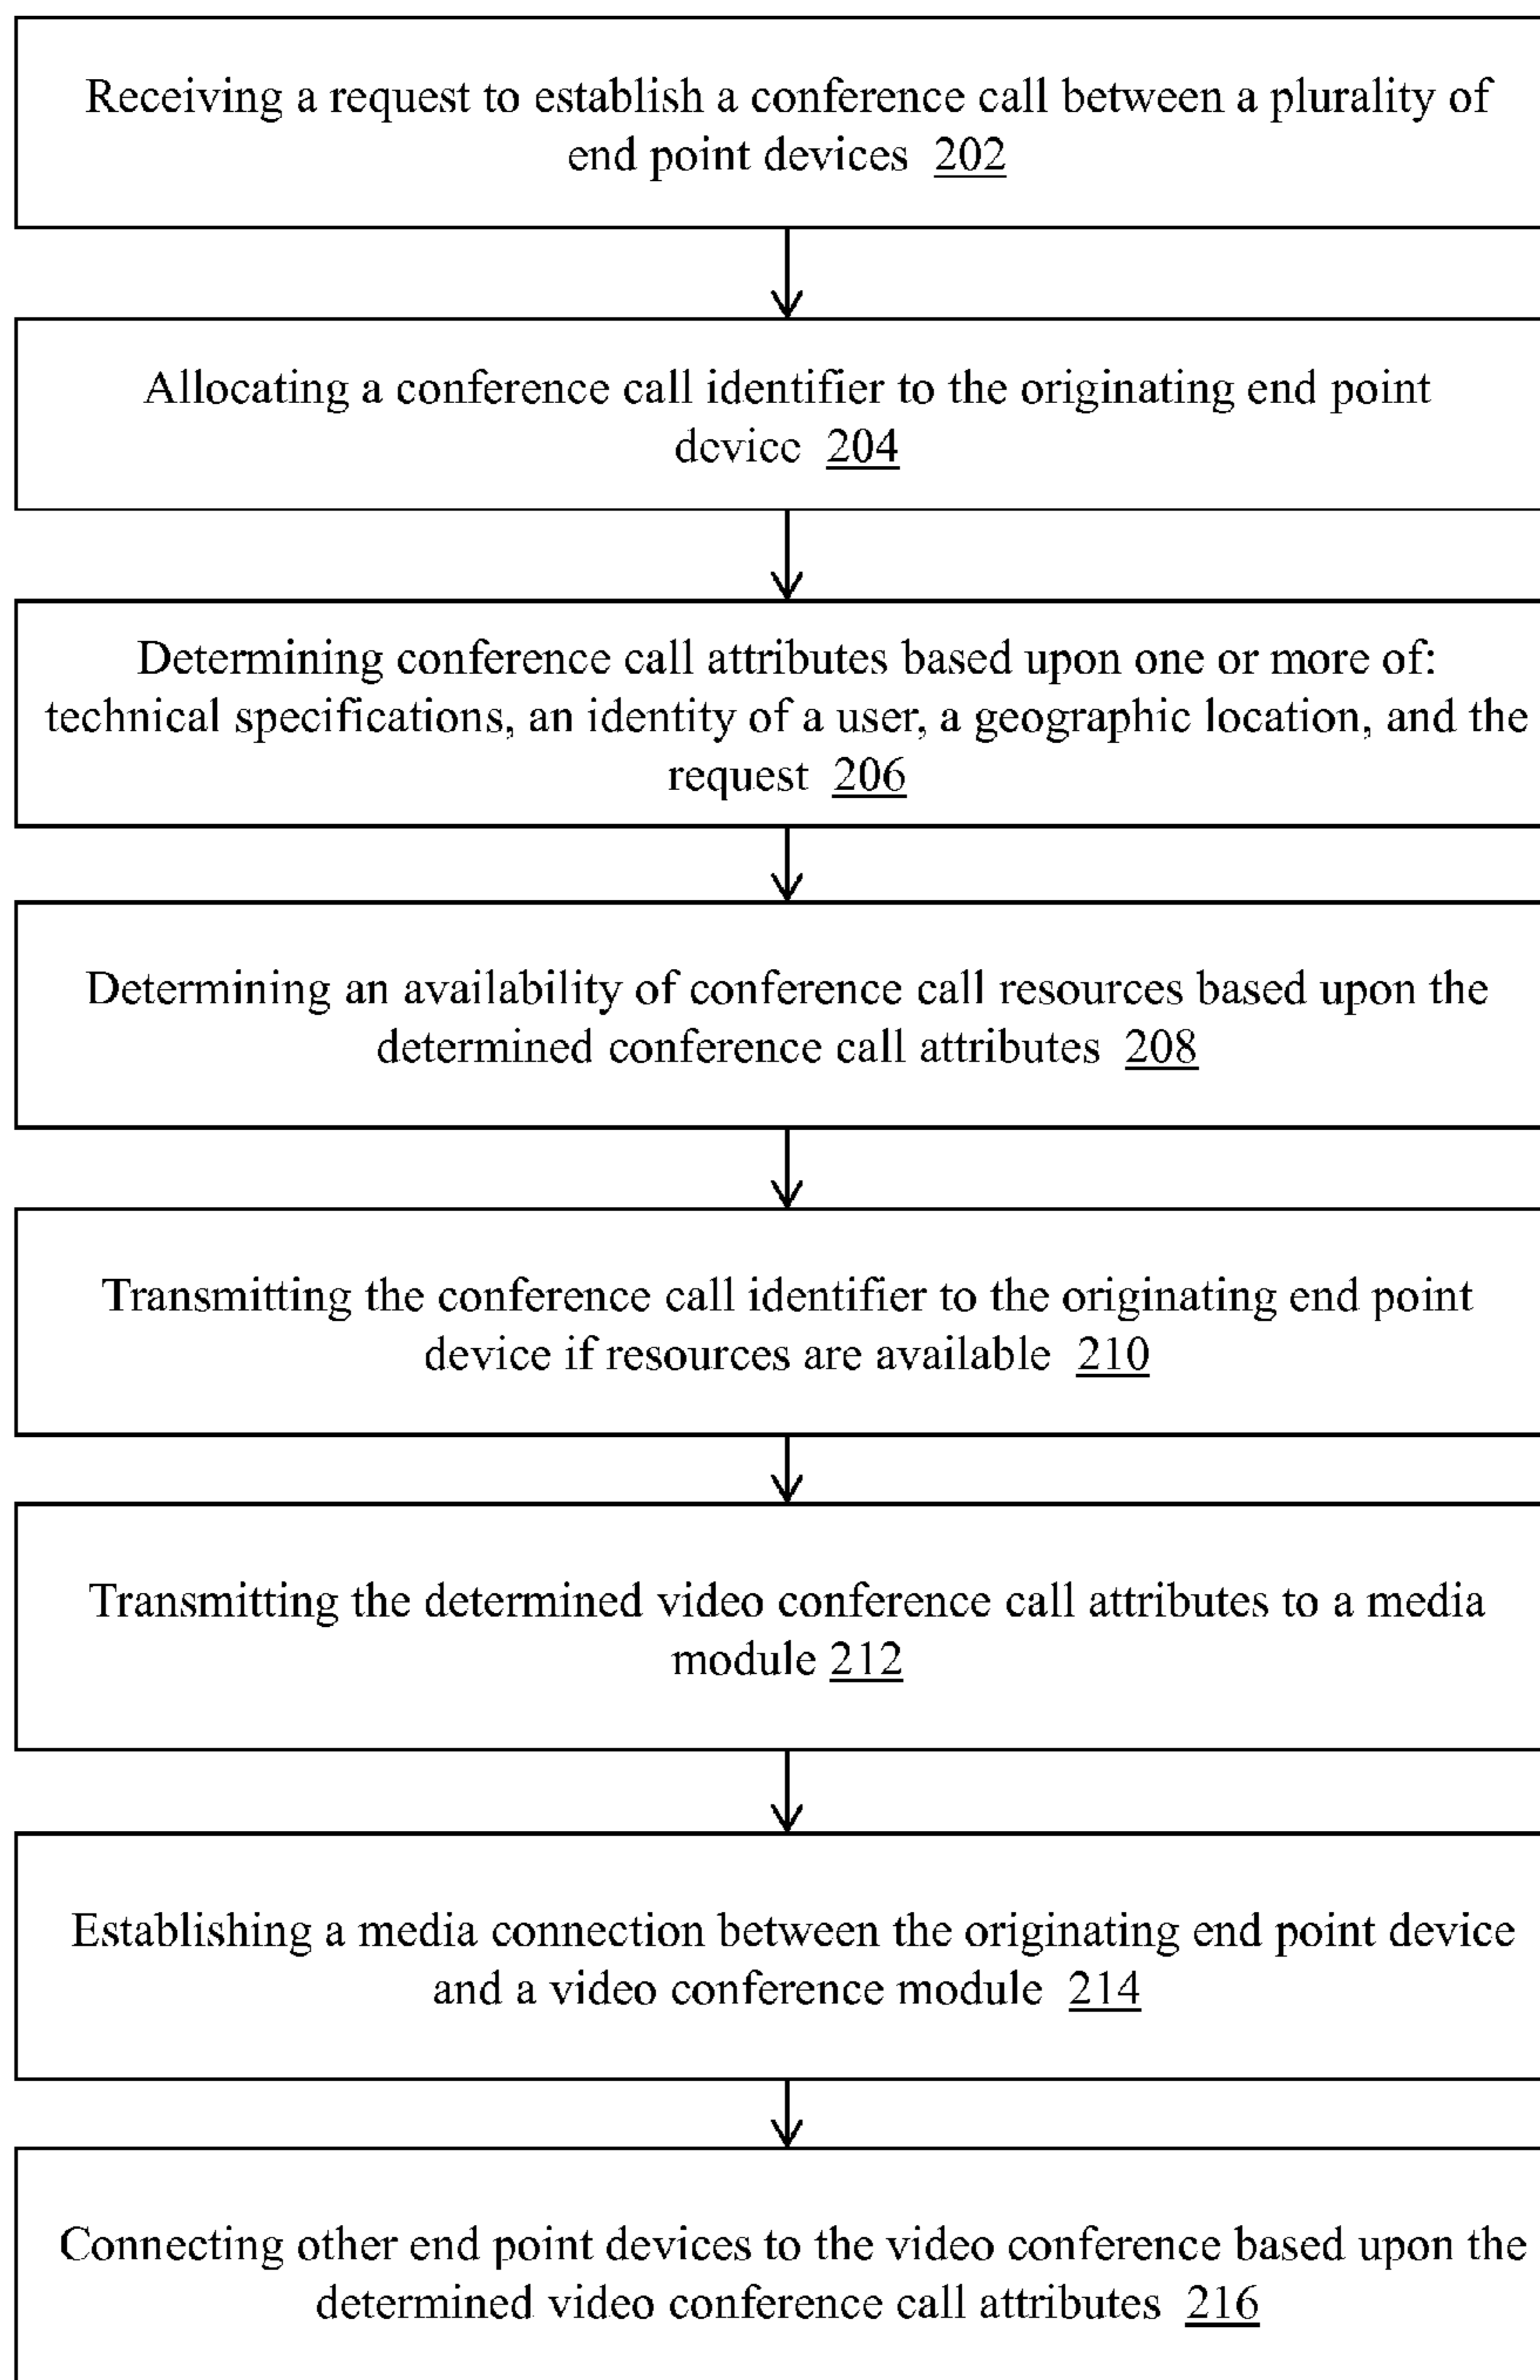 Receiving a request to establish a conference call between a plurality of
end point devices 202
Allocating a conference call identifier to the originating end point
device 204
Determining conference call attributes based upon one or more of:
technical specifications, an identity of a user, a geographic location, and the
request 206
Determining an availability of conference call resources based upon the
determined conference call attributes 208
Transmitting the conference call identifier to the originating end point
device if resources are available 210
Transmitting the determined video conference call attributes to a media
module 212
Establishing a media connection between the originating end point device
and a video conference module 214
Connecting other end point devices to the video conference based upon the
determined video conference call attributes 216